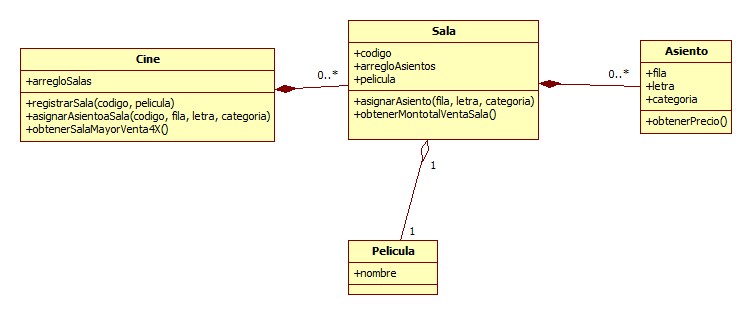 Cine
+arregloSalas
+registrarSala(codigo, pelicula)
+asignarAsientoaSala(codigo, fila, letra, categoria)
+obtenerSalaMayorVenta4X()
0..*
Sala
+codigo
+arregloAsientos
+pelicula
+asignarAsiento(fila, letra, categoria)
+obtenerMontotalVentaSala()
0..*
Asiento
+fila
+letra
+categoria
+obtenerPrecio()
1
1
Pelicula
+nombre